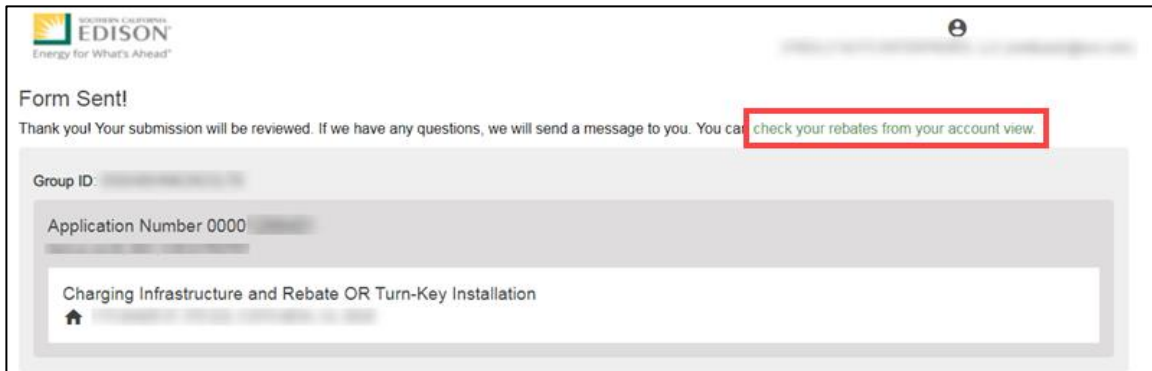 SOUTHERN CALIFORNIA
EDISON®
Energy for What's Ahead®
Form Sent!
Thank you! Your submission will be reviewed. If we have any questions, we will send a message to you. You can check your rebates from your account view.
Group ID:
Application Number 0000
Charging Infrastructure and Rebate OR Turn-Key Installation